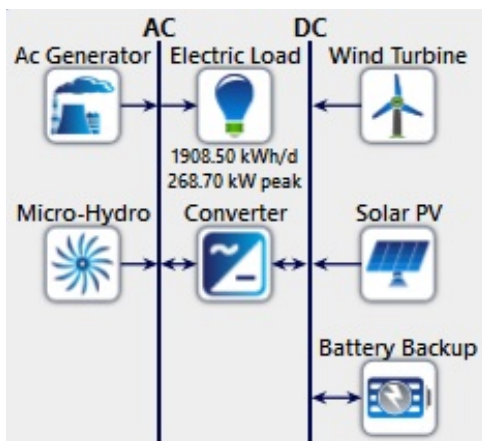 AC DC
Ac Generator Electric Load Wind Turbine
1908.50 kWh/d
268.70 kW peak
Micro-Hydro Converter Solar PV
Battery Backup